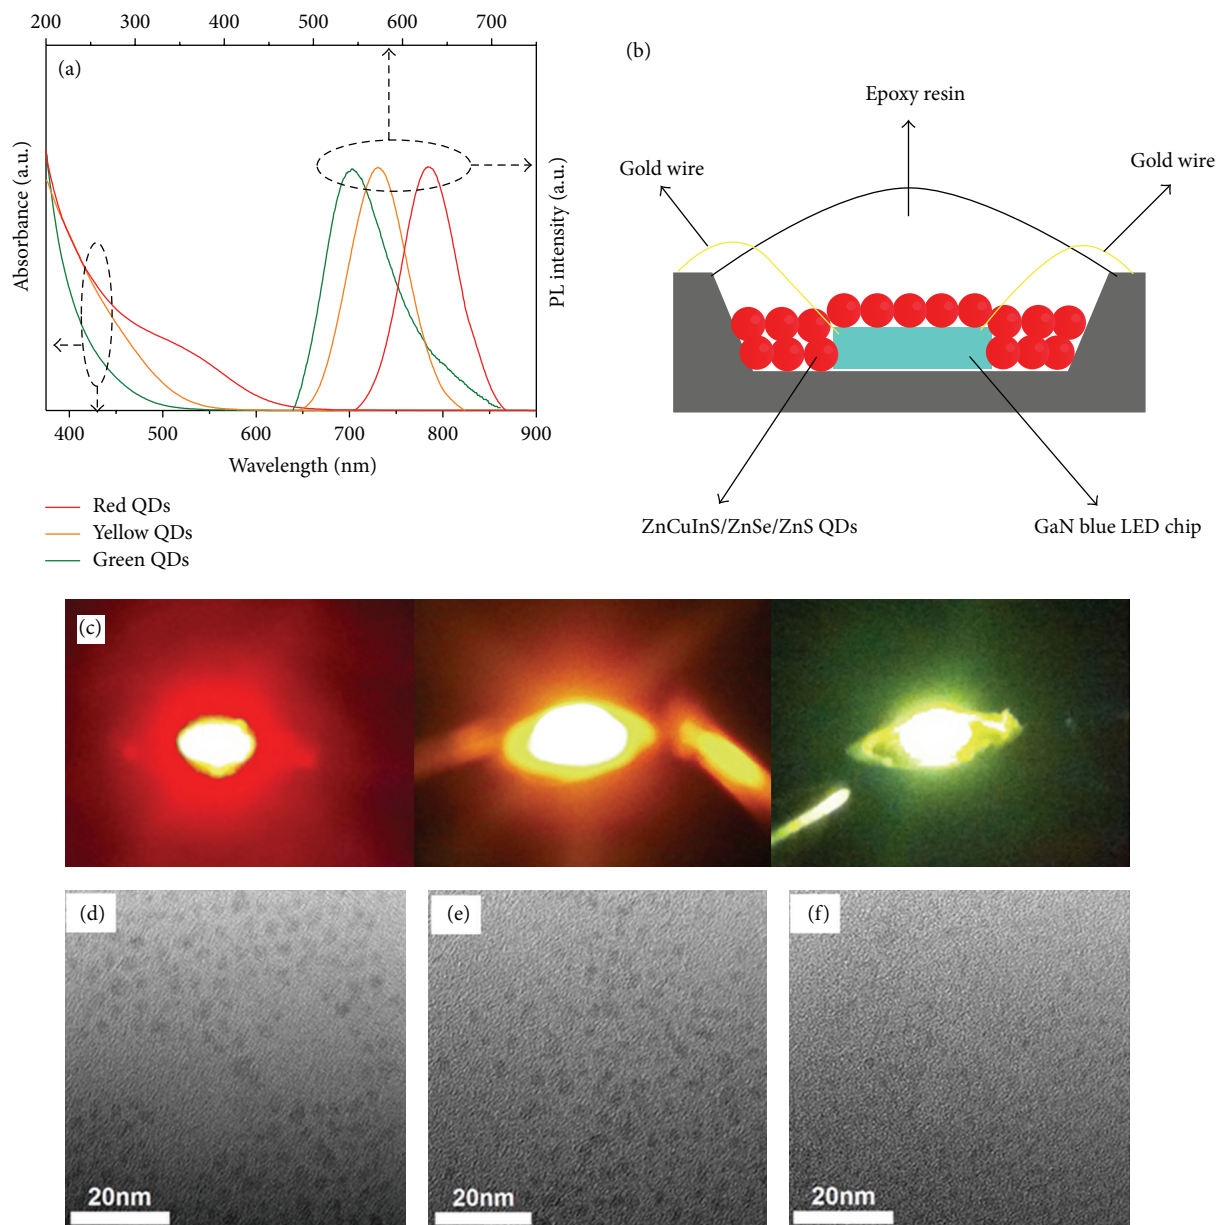 200 300 400 500 600 700
(a)
Absorbance (a.u.)
PL intensity (a.u.)
400 500 600 700 800 900
Wavelength (nm)
Red QDs
Yellow QDs
Green QDs
(b)
Epoxy resin
Gold wire
Gold wire
ZnCuInS/ZnSe/ZnS QDs
GaN blue LED chip
(c)
(d)
(e)
(f)
20nm
20nm
20nm